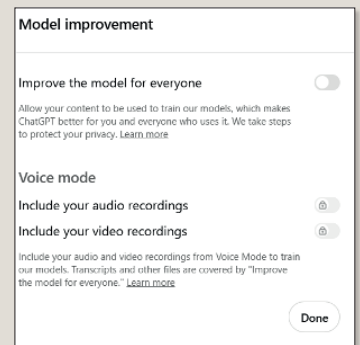 Model improvement
Improve the model for everyone
Allow your content to be used to train our models, which makes
ChatGPT better for you and everyone who uses it. We take steps
to protect your privacy. Learn more
Voice mode
Include your audio recordings
Include your video recordings
Include your audio and video recordings from Voice Mode to train
our models. Transcripts and other files are covered by "Improve
the model for everyone." Learn more
Done